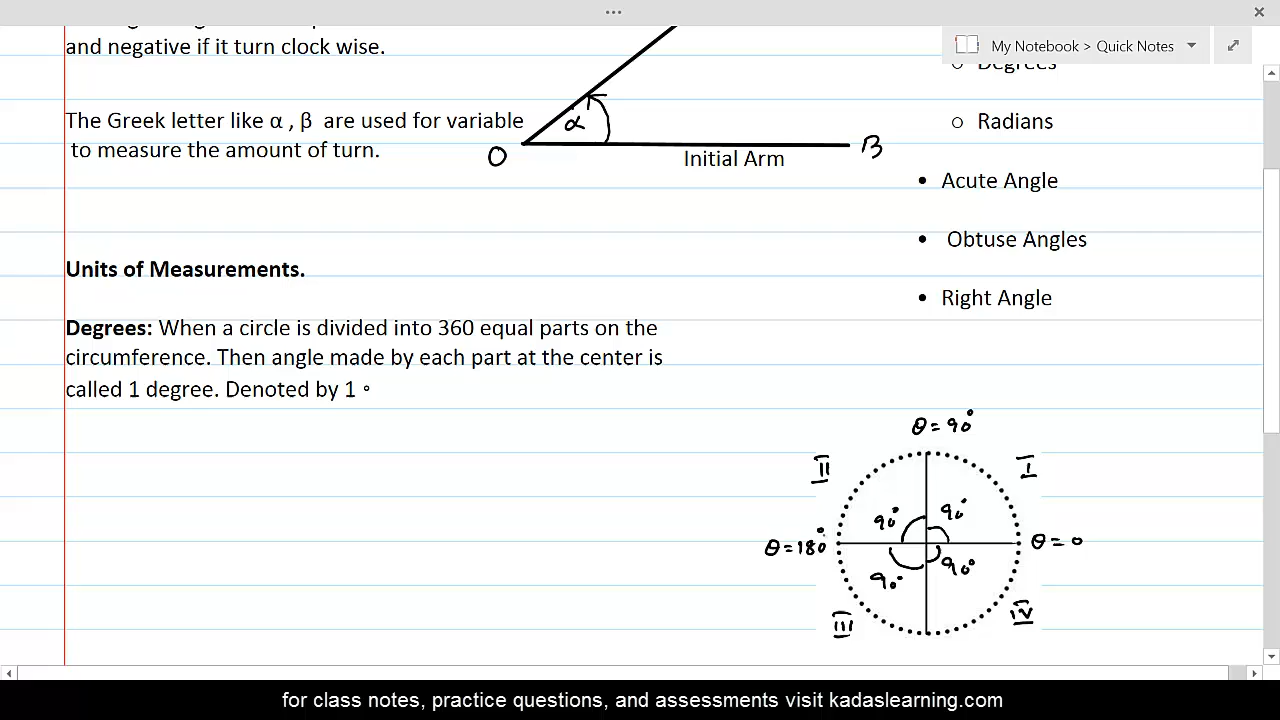 My Notebook > Quick Notes
and negative if it turn clock wise.
Degrees
The Greek letter like α , β are used for variable
to measure the amount of turn.
α
O
Initial Arm
B
○ Radians
• Acute Angle
• Obtuse Angles
• Right Angle
Units of Measurements.
Degrees: When a circle is divided into 360 equal parts on the
circumference. Then angle made by each part at the center is
called 1 degree. Denoted by 1 °
θ = 90°
II
I
90°
90°
θ = 180°
θ = 0
90°
90°
III
IV
for class notes, practice questions, and assessments visit kadaslearning.com